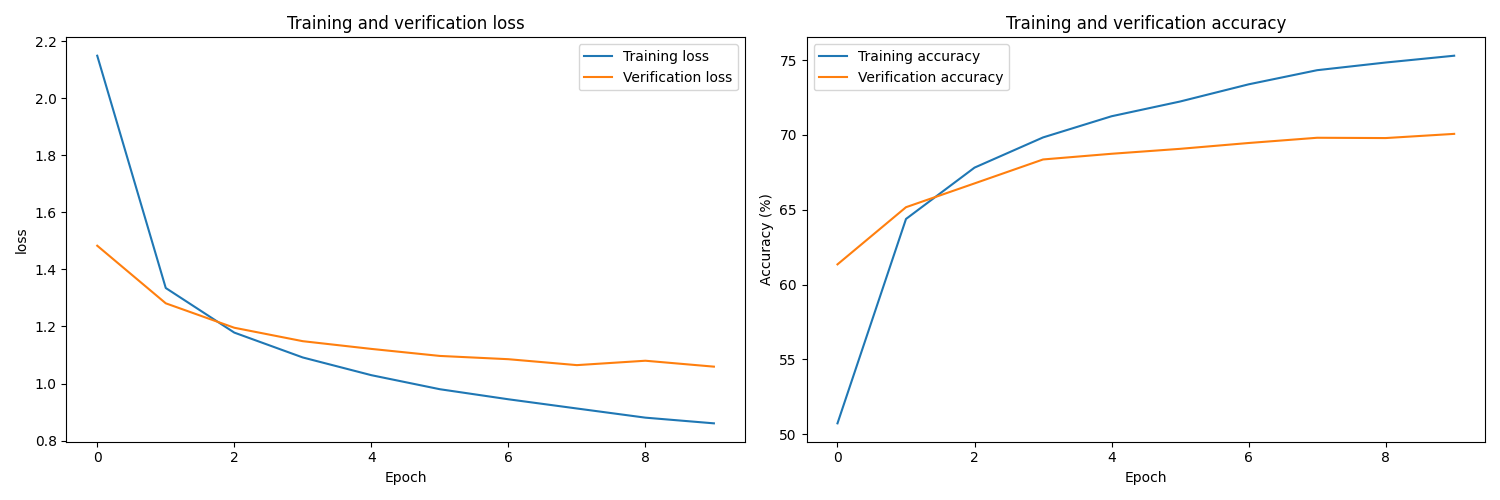 Training and verification loss
Training loss
Verification loss
2.2
2.0
1.8
1.6
1.4
1.2
1.0
0.8
loss
0 2 4 6 8
Epoch
Training and verification accuracy
Training accuracy
Verification accuracy
75
70
65
60
55
50
Accuracy (%)
0 2 4 6 8
Epoch